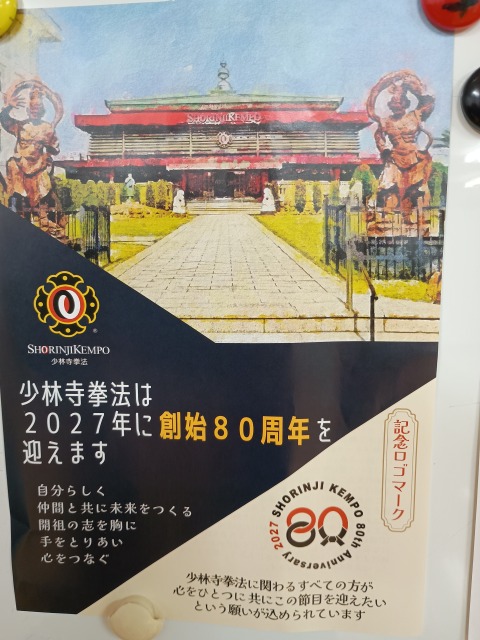 SHORINJI KEMPO
SHORINJI KEMPO
少林寺拳法
少林寺拳法は
2027年に創始80周年を
迎えます
自分らしく
仲間と共に未来をつくる
開祖の志を胸に
手をとりあい
心をつなぐ
記念ロゴマーク
2027 SHORINJI KEMPO 80th Anniversary
80
少林寺拳法に関わるすべての方が
心をひとつに共にこの節目を迎えたい
という願いが込められています